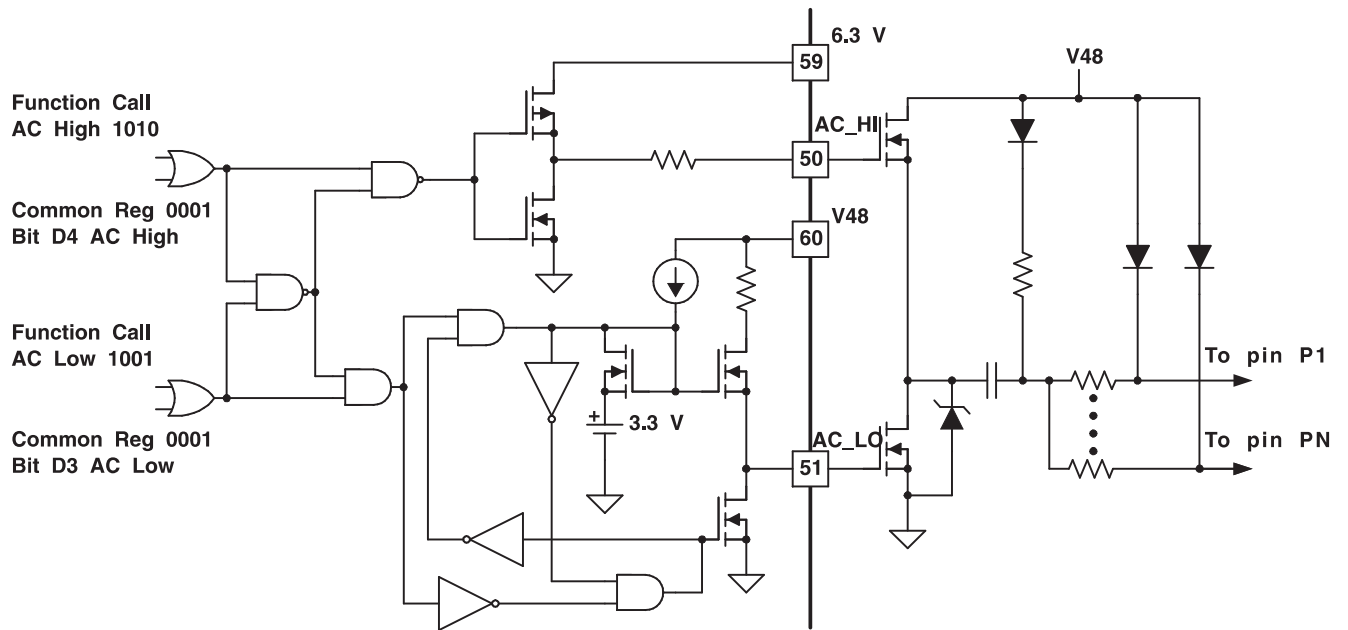 6.3 V
59
V48
Function Call
AC High 1010
AC_HI
50
Common Reg 0001
Bit D4 AC High
V48
60
Function Call
AC Low 1001
To pin P1
+
3.3 V
AC_LO
To pin PN
Common Reg 0001
Bit D3 AC Low
51